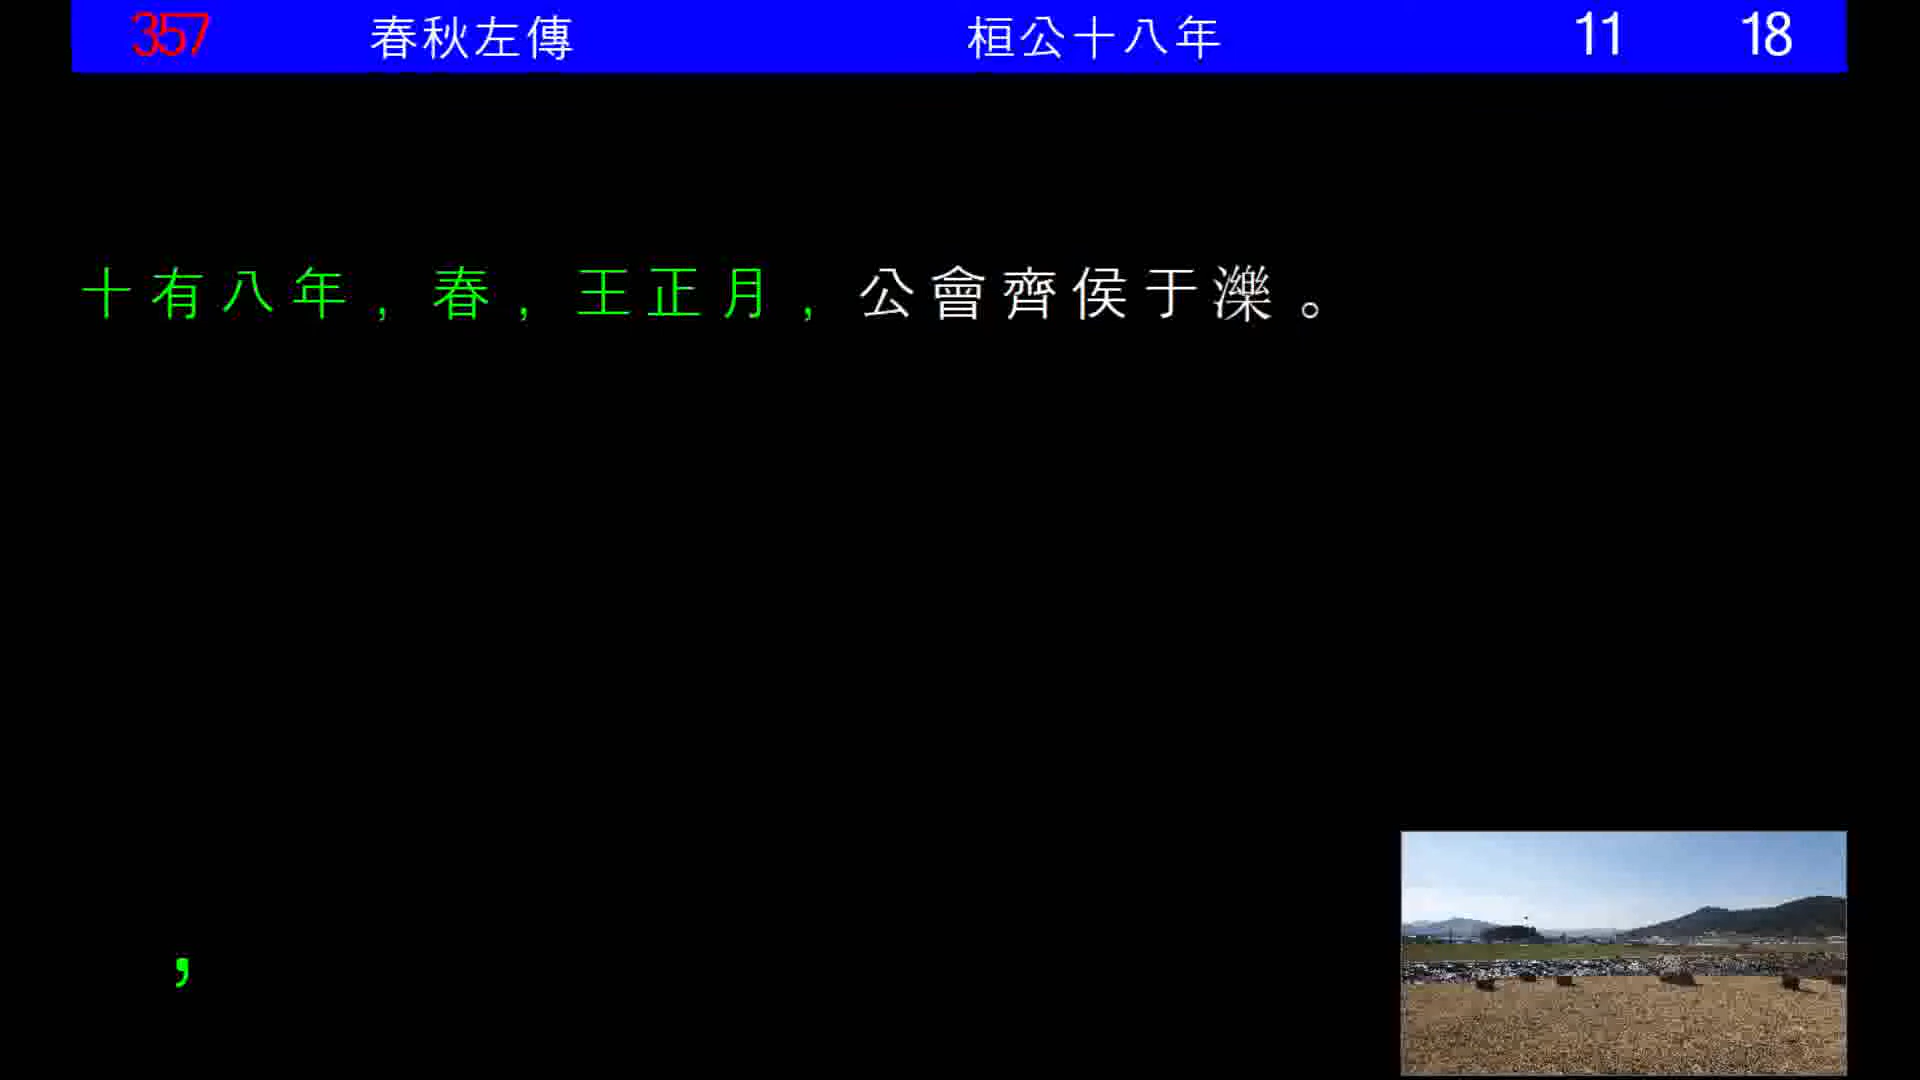 357 春秋左傳 桓公十八年 11 18
十有八年，春，王正月，公會齊侯于濼。
，